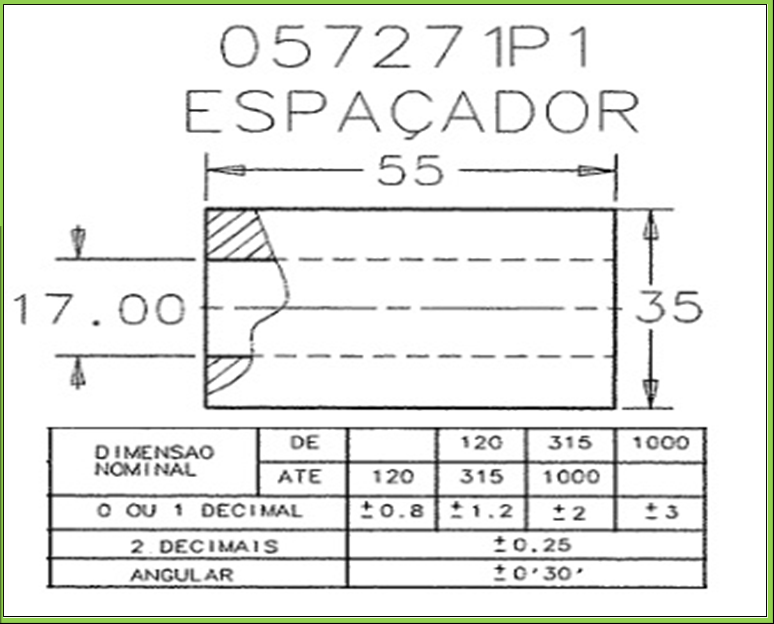 057271P1
ESPAÇADOR
55
17.00
35
DIMENSAO NOMINAL DE 120 315 1000
ATE 120 315 1000
0 OU 1 DECIMAL ±0.8 ±1.2 ±2 ±3
2 DECIMAIS ±0.25
ANGULAR ±0'30'